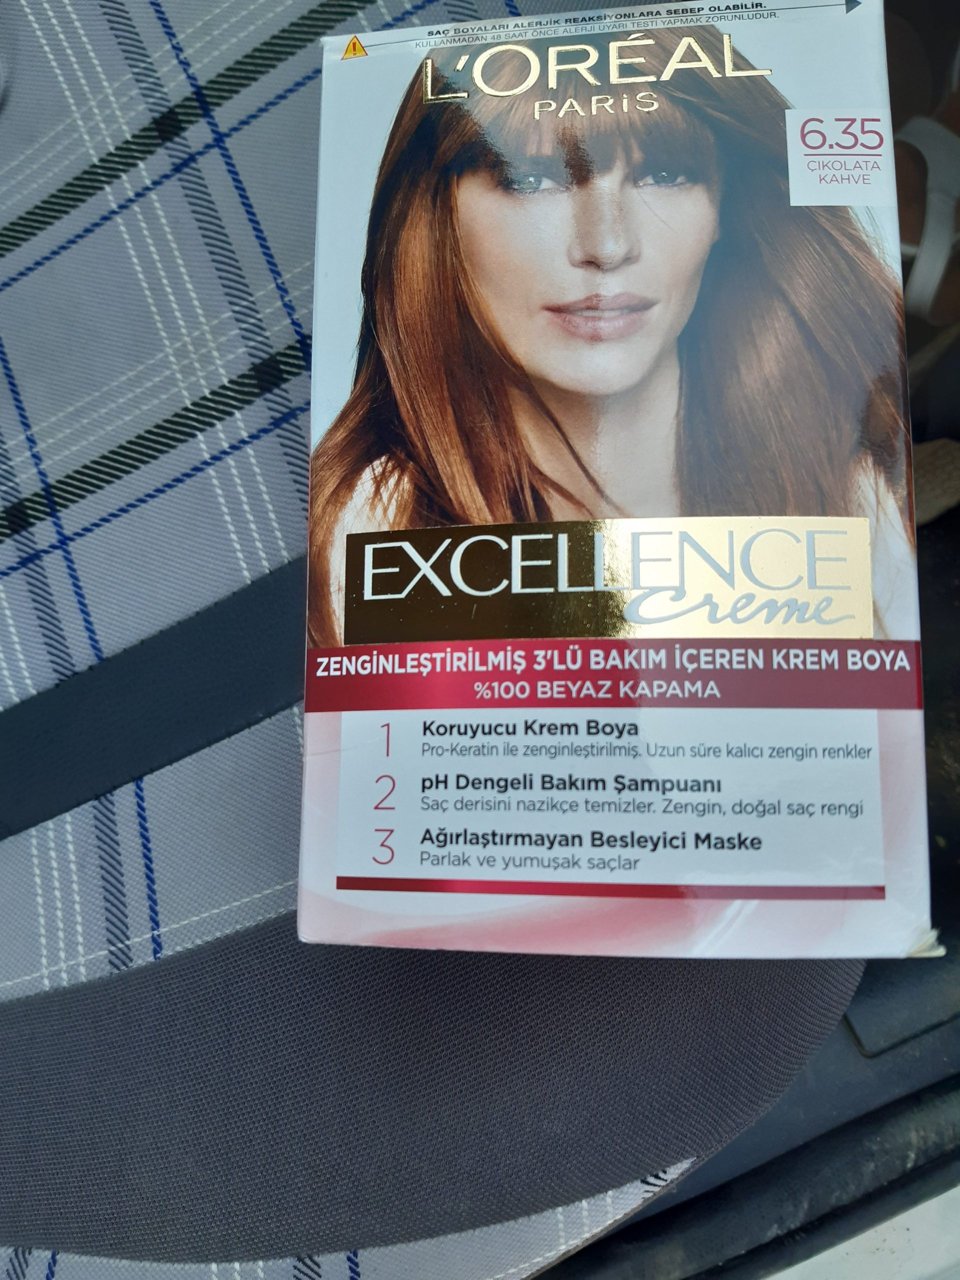 SAÇ BOYALARI ALERJİK REAKSİYONLARA SEBEP OLABİLİR.
KULLANMADAN 48 SAAT ÖNCE ALERJİ UYARI TESTİ YAPMAK ZORUNLUDUR.
L'ORÉAL
PARiS
6.35
ÇIKOLATA
KAHVE
EXCELLENCE
Creme
ZENGİNLEŞTİRİLMİŞ 3'LÜ BAKIM İÇEREN KREM BOYA
%100 BEYAZ KAPAMA
1 Koruyucu Krem Boya
Pro-Keratin ile zenginleştirilmiş. Uzun süre kalıcı zengin renkler
2 pH Dengeli Bakım Şampuanı
Saç derisini nazikçe temizler. Zengin, doğal saç rengi
3 Ağırlaştırmayan Besleyici Maske
Parlak ve yumuşak saçlar